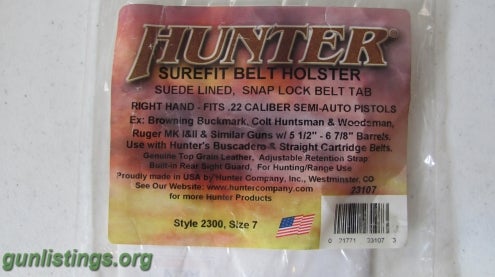 HUNTER®
SUREFIT BELT HOLSTER
SUEDE LINED, SNAP LOCK BELT TAB
RIGHT HAND - FITS .22 CALIBER SEMI-AUTO PISTOLS
Ex: Browning Buckmark, Colt Huntsman & Woodsman,
Ruger MK I&II & Similar Guns w/ 5 1/2" - 6 7/8" Barrels.
Use with Hunter's Buscadero & Straight Cartridge Belts.
Genuine Top Grain Leather, Adjustable Retention Strap
Built-in Rear Sight Guard, For Hunting/Range Use
Proudly made in USA by Hunter Company, Inc., Westminster, CO
See Our Website: www.huntercompany.com
for more Hunter Products
23107
Style 2300, Size 7
0 21771 23107 3
gunlistings.org